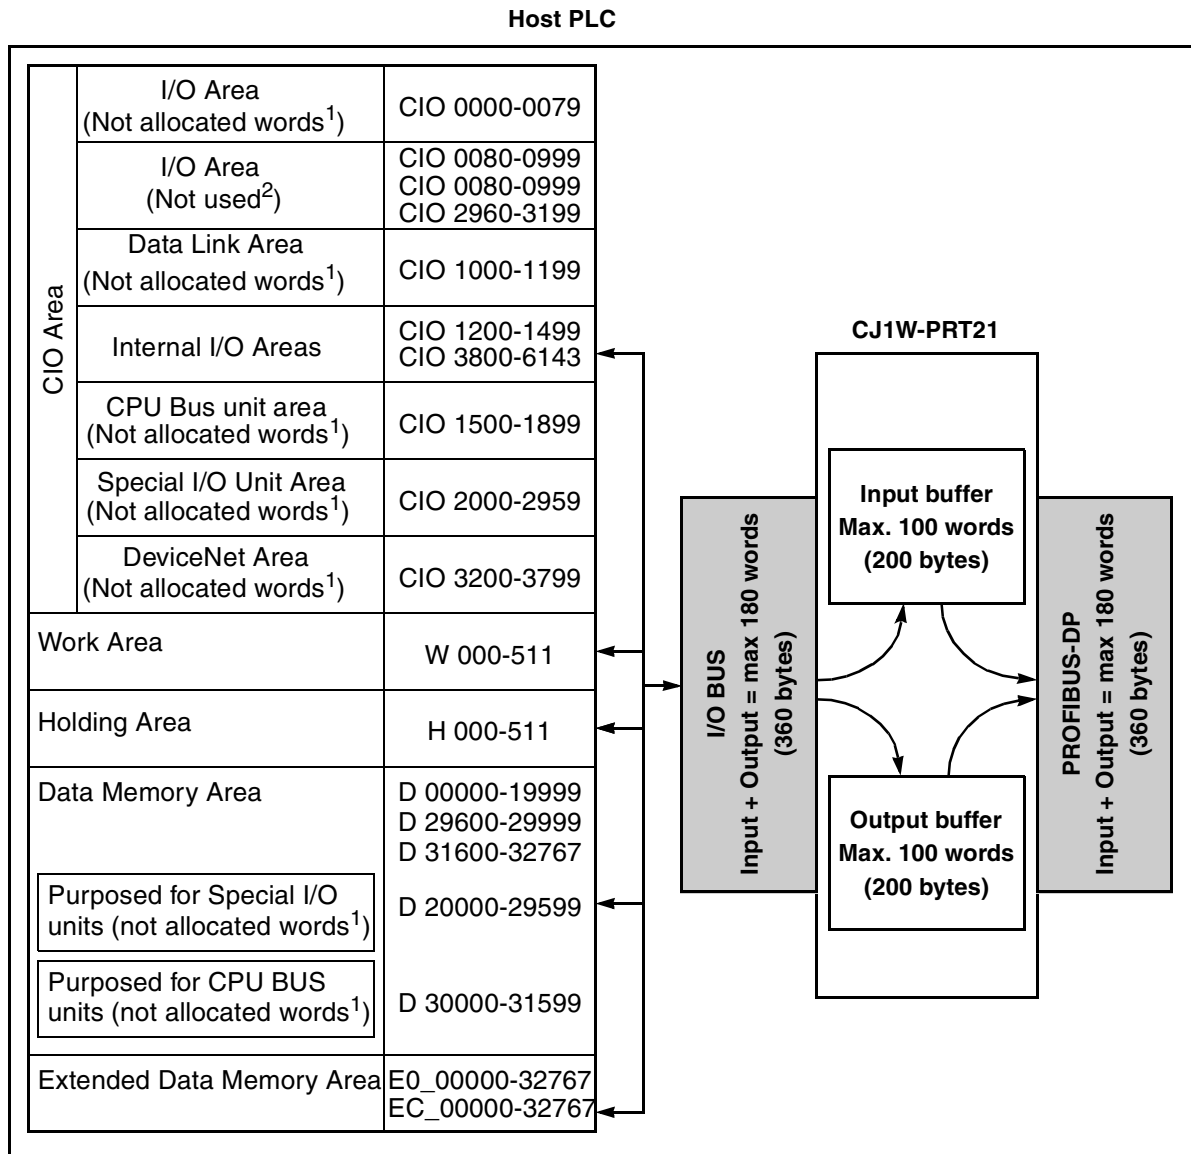 Host PLC
CIO Area
I/O Area
(Not allocated words1)
CIO 0000-0079
I/O Area
(Not used2)
CIO 0080-0999
CIO 0080-0999
CIO 2960-3199
Data Link Area
(Not allocated words1)
CIO 1000-1199
Internal I/O Areas
CIO 1200-1499
CIO 3800-6143
CPU Bus unit area
(Not allocated words1)
CIO 1500-1899
Special I/O Unit Area
(Not allocated words1)
CIO 2000-2959
DeviceNet Area
(Not allocated words1)
CIO 3200-3799
Work Area
W 000-511
Holding Area
H 000-511
Data Memory Area
D 00000-19999
D 29600-29999
D 31600-32767
Purposed for Special I/O
units (not allocated words1)
D 20000-29599
Purposed for CPU BUS
units (not allocated words1)
D 30000-31599
Extended Data Memory Area
E0_00000-32767
EC_00000-32767
I/O BUS
Input + Output = max 180 words
(360 bytes)
CJ1W-PRT21
Input buffer
Max. 100 words
(200 bytes)
Output buffer
Max. 100 words
(200 bytes)
PROFIBUS-DP
Input + Output = max 180 words
(360 bytes)